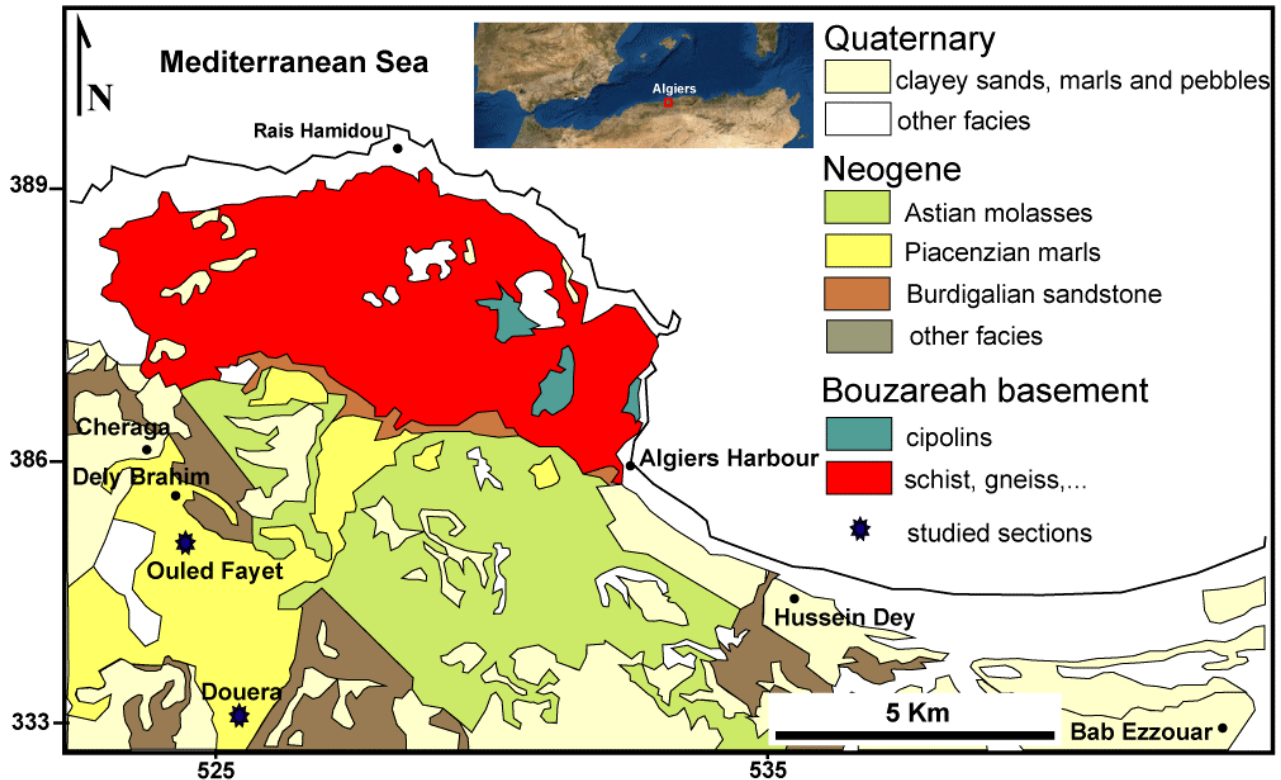 Mediterranean Sea
N
Algiers
Rais Hamidou
Quaternary
clayey sands, marls and pebbles
other facies
Neogene
Astian molasses
Piacenzian marls
Burdigalian sandstone
other facies
Bouzareah basement
cipolins
schist, gneiss,...
studied sections
389
386
333
Cheraga
Dely Brahim
Ouled Fayet
Douera
Algiers Harbour
Hussein Dey
5 Km
Bab Ezzouar
525
535